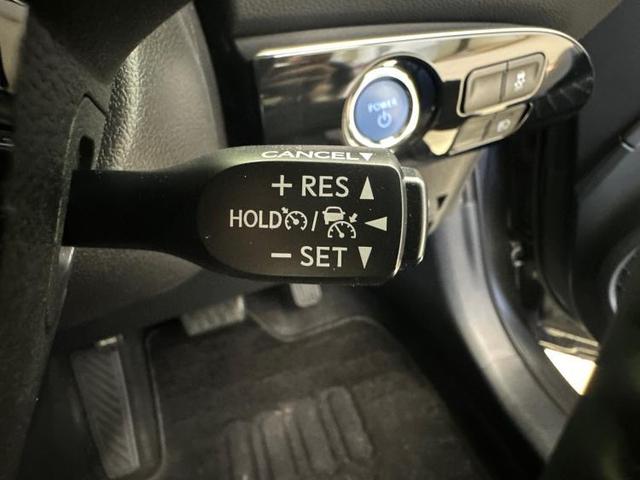 POWER
CANCEL▼
+ RES ▲
HOLD / ◀
− SET ▼